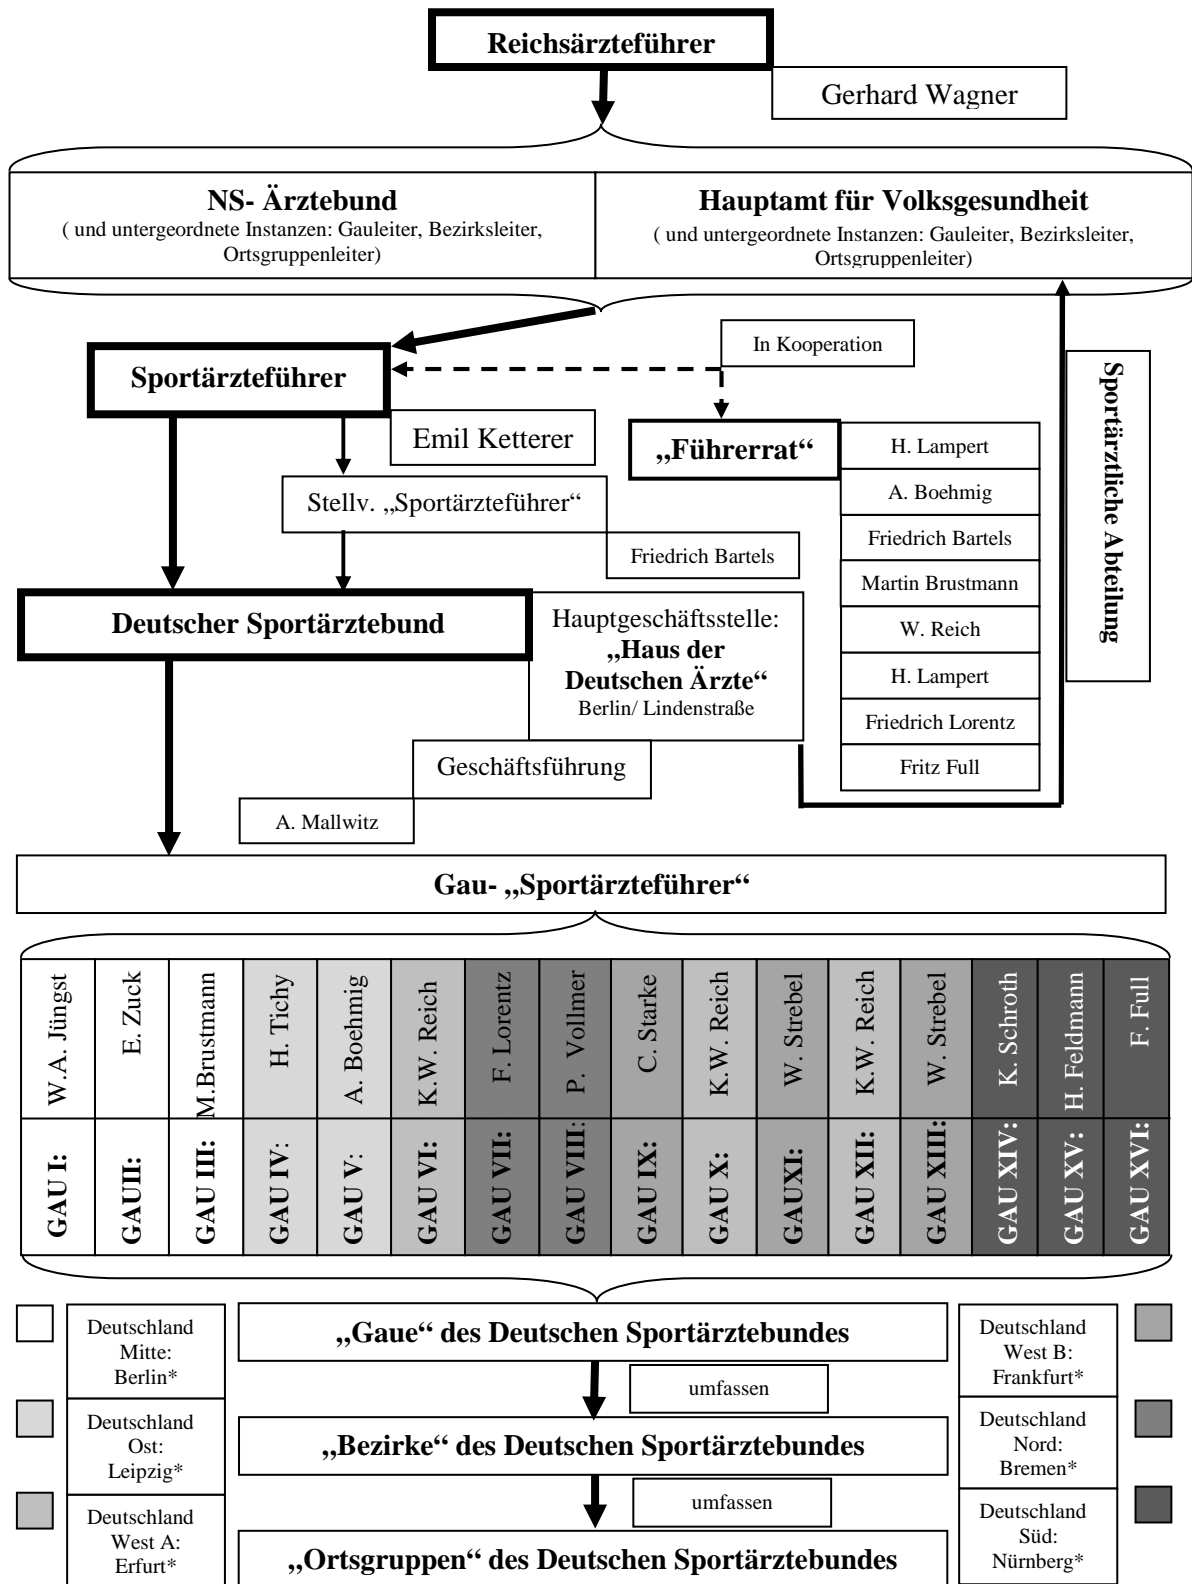 Reichsärzteführer
Gerhard Wagner
NS- Ärztebund
( und untergeordnete Instanzen: Gauleiter, Bezirksleiter,
Ortsgruppenleiter)
Hauptamt für Volksgesundheit
( und untergeordnete Instanzen: Gauleiter, Bezirksleiter,
Ortsgruppenleiter)
In Kooperation
Sportärzteführer
Emil Ketterer
„Führerrat“
H. Lampert
A. Boehmig
Friedrich Bartels
Martin Brustmann
W. Reich
H. Lampert
Friedrich Lorentz
Fritz Full
Sportärztliche Abteilung
Stellv. „Sportärzteführer“
Friedrich Bartels
Deutscher Sportärztebund
Hauptgeschäftsstelle:
„Haus der
Deutschen Ärzte“
Berlin/ Lindenstraße
Geschäftsführung
A. Mallwitz
Gau- „Sportärzteführer“
W.A. Jüngst
E. Zuck
M.Brustmann
H. Tichy
A. Boehmig
K.W. Reich
F. Lorentz
P. Vollmer
C. Starke
K.W. Reich
W. Strebel
K.W. Reich
W. Strebel
K. Schroth
H. Feldmann
F. Full
GAU I:
GAUII:
GAU III:
GAU IV:
GAU V:
GAU VI:
GAU VII:
GAU VIII:
GAU IX:
GAU X:
GAUXI:
GAU XII:
GAU XIII:
GAU XIV:
GAU XV:
GAU XVI:
Deutschland
Mitte:
Berlin*
Deutschland
Ost:
Leipzig*
Deutschland
West A:
Erfurt*
„Gaue“ des Deutschen Sportärztebundes
umfassen
„Bezirke“ des Deutschen Sportärztebundes
umfassen
„Ortsgruppen“ des Deutschen Sportärztebundes
Deutschland
West B:
Frankfurt*
Deutschland
Nord:
Bremen*
Deutschland
Süd:
Nürnberg*